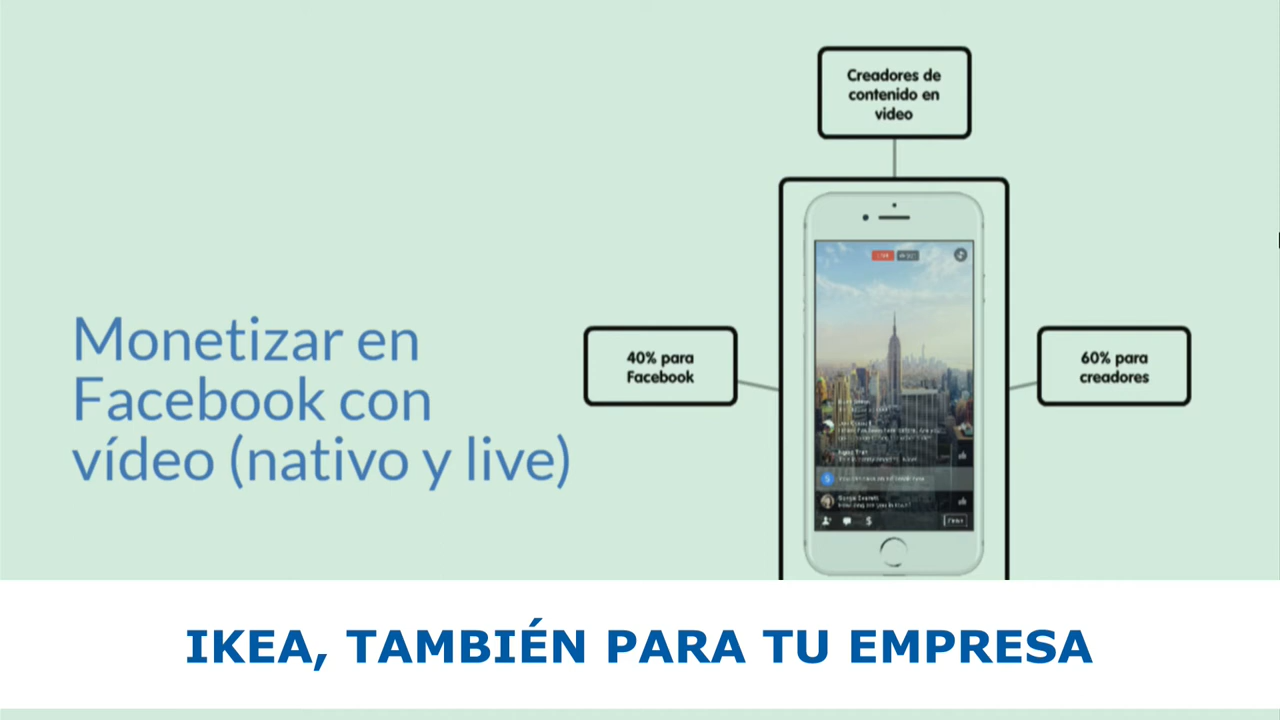 Creadores de
contenido en
video
Monetizar en
Facebook con
vídeo (nativo y live)
40% para
Facebook
60% para
creadores
LIVE
IKEA, TAMBIÉN PARA TU EMPRESA